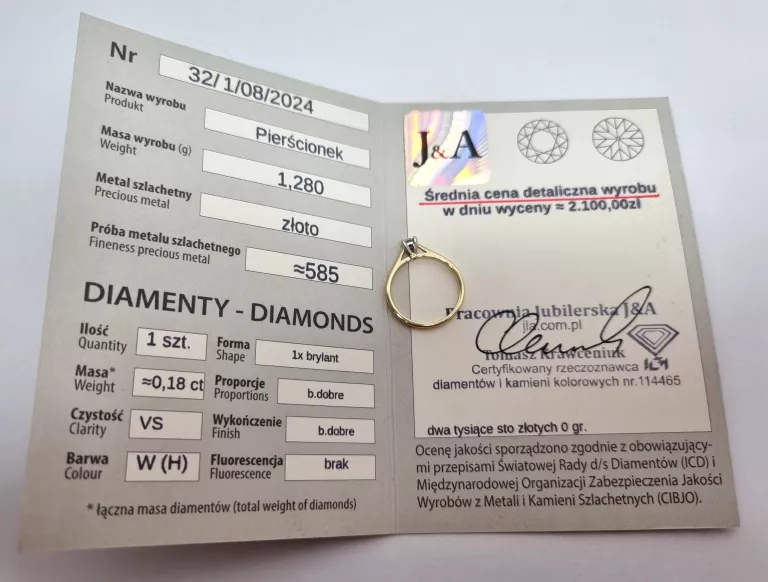 Nr 32/1/08/2024
Nazwa wyrobu
Produkt
Pierścionek
Masa wyrobu (g)
Weight
1,280
Metal szlachetny
Precious metal
złoto
Próba metalu szlachetnego
Fineness precious metal
≈585
DIAMENTY - DIAMONDS
Ilość
Quantity
1 szt.
Forma
Shape
1x brylant
Masa*
Weight
≈0,18 ct
Proporcje
Proportions
b.dobre
Czystość
Clarity
VS
Wykończenie
Finish
b.dobre
Barwa
Colour
W (H)
Fluorescencja
Fluorescence
brak
* łączna masa diamentów (total weight of diamonds)
J&A
Średnia cena detaliczna wyrobu
w dniu wyceny ≈ 2.100,00zł
Pracownia Jubilerska J&A
jla.com.pl
Tomasz Krawceniuk
Certyfikowany rzeczoznawca
diamentów i kamieni kolorowych nr.114465
dwa tysiące sto złotych 0 gr.
Ocenę jakości sporządzono zgodnie z obowiązują-
mi przepisami Światowej Rady d/s Diamentów (ICD) i
Międzynarodowej Organizacji Zabezpieczenia Jakości
Wyrobów z Metali i Kamieni Szlachetnych (CIBJO).